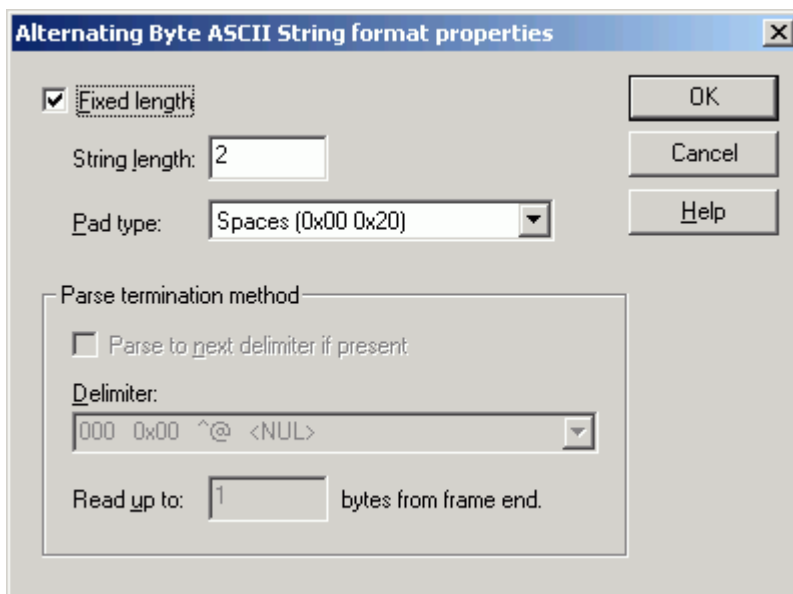 Alternating Byte ASCII String format properties
Fixed length
OK
String length: 2
Cancel
Pad type: Spaces (0x00 0x20)
Help
Parse termination method
Parse to next delimiter if present
Delimiter:
000 0x00 ^@ <NUL>
Read up to: 1 bytes from frame end.